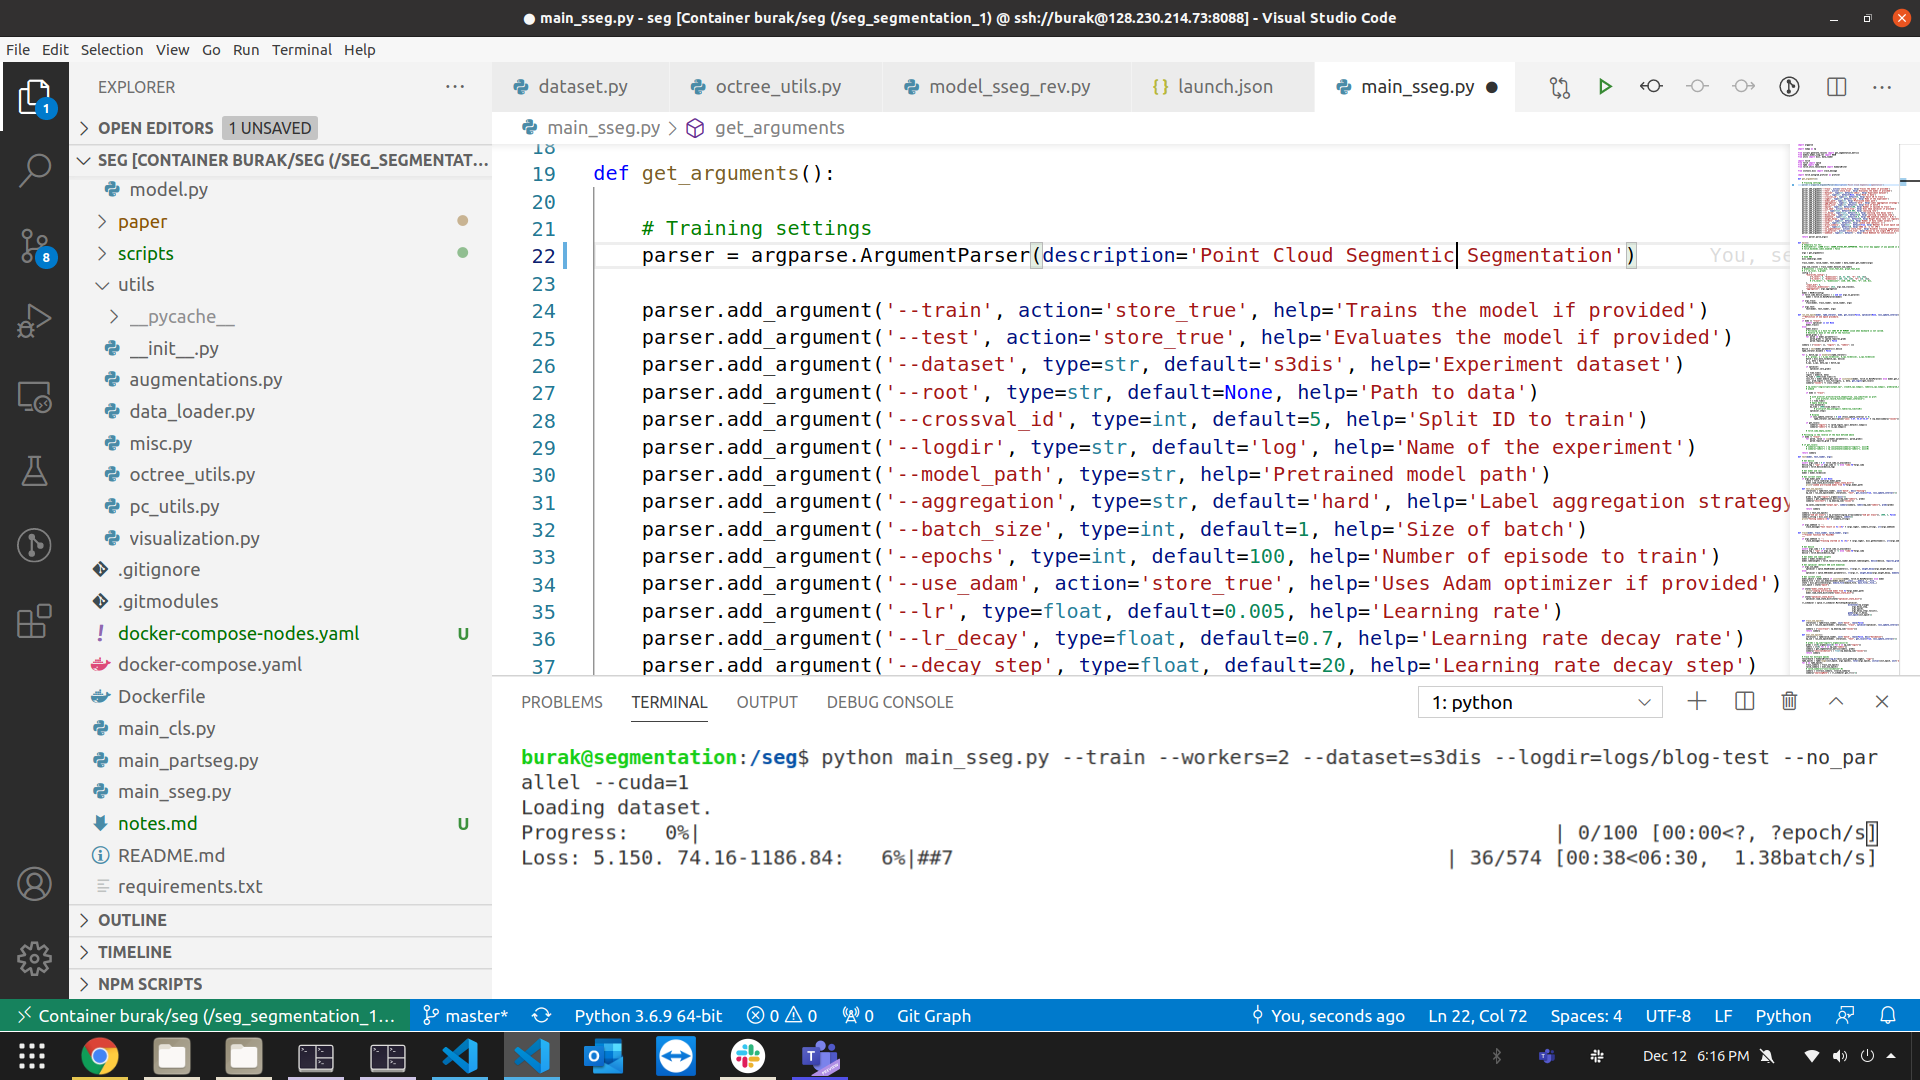 main_sseg.py - seg [Container burak/seg (/seg_segmentation_1) @ ssh://burak@128.230.214.73:8088] - Visual Studio Code
File Edit Selection View Go Run Terminal Help
EXPLORER
dataset.py octree_utils.py model_sseg_rev.py {} launch.json main_sseg.py
OPEN EDITORS 1 UNSAVED
main_sseg.py > get_arguments
SEG [CONTAINER BURAK/SEG (/SEG_SEGMENTAT...
model.py
paper
scripts
utils
__pycache__
__init__.py
augmentations.py
data_loader.py
misc.py
octree_utils.py
pc_utils.py
visualization.py
.gitignore
.gitmodules
docker-compose-nodes.yaml U
docker-compose.yaml
Dockerfile
main_cls.py
main_partseg.py
main_sseg.py
notes.md U
README.md
requirements.txt
OUTLINE
TIMELINE
NPM SCRIPTS
1
8
18
19 def get_arguments():
20
21 # Training settings
22 parser = argparse.ArgumentParser(description='Point Cloud Segmentic Segmentation') You, se
23
24 parser.add_argument('--train', action='store_true', help='Trains the model if provided')
25 parser.add_argument('--test', action='store_true', help='Evaluates the model if provided')
26 parser.add_argument('--dataset', type=str, default='s3dis', help='Experiment dataset')
27 parser.add_argument('--root', type=str, default=None, help='Path to data')
28 parser.add_argument('--crossval_id', type=int, default=5, help='Split ID to train')
29 parser.add_argument('--logdir', type=str, default='log', help='Name of the experiment')
30 parser.add_argument('--model_path', type=str, help='Pretrained model path')
31 parser.add_argument('--aggregation', type=str, default='hard', help='Label aggregation strategy
32 parser.add_argument('--batch_size', type=int, default=1, help='Size of batch')
33 parser.add_argument('--epochs', type=int, default=100, help='Number of episode to train')
34 parser.add_argument('--use_adam', action='store_true', help='Uses Adam optimizer if provided')
35 parser.add_argument('--lr', type=float, default=0.005, help='Learning rate')
36 parser.add_argument('--lr_decay', type=float, default=0.7, help='Learning rate decay rate')
37 parser.add_argument('--decay_step', type=float, default=20, help='Learning rate decay step')
PROBLEMS TERMINAL OUTPUT DEBUG CONSOLE 1: python
burak@segmentation:/seg$ python main_sseg.py --train --workers=2 --dataset=s3dis --logdir=logs/blog-test --no_par
allel --cuda=1
Loading dataset.
Progress: 0%| | 0/100 [00:00<?, ?epoch/s]
Loss: 5.150. 74.16-1186.84: 6%|##7 | 36/574 [00:38<06:30, 1.38batch/s]
Container burak/seg (/seg_segmentation_1... master* Python 3.6.9 64-bit 0 0 0 Git Graph You, seconds ago Ln 22, Col 72 Spaces: 4 UTF-8 LF Python
Dec 12 6:16 PM